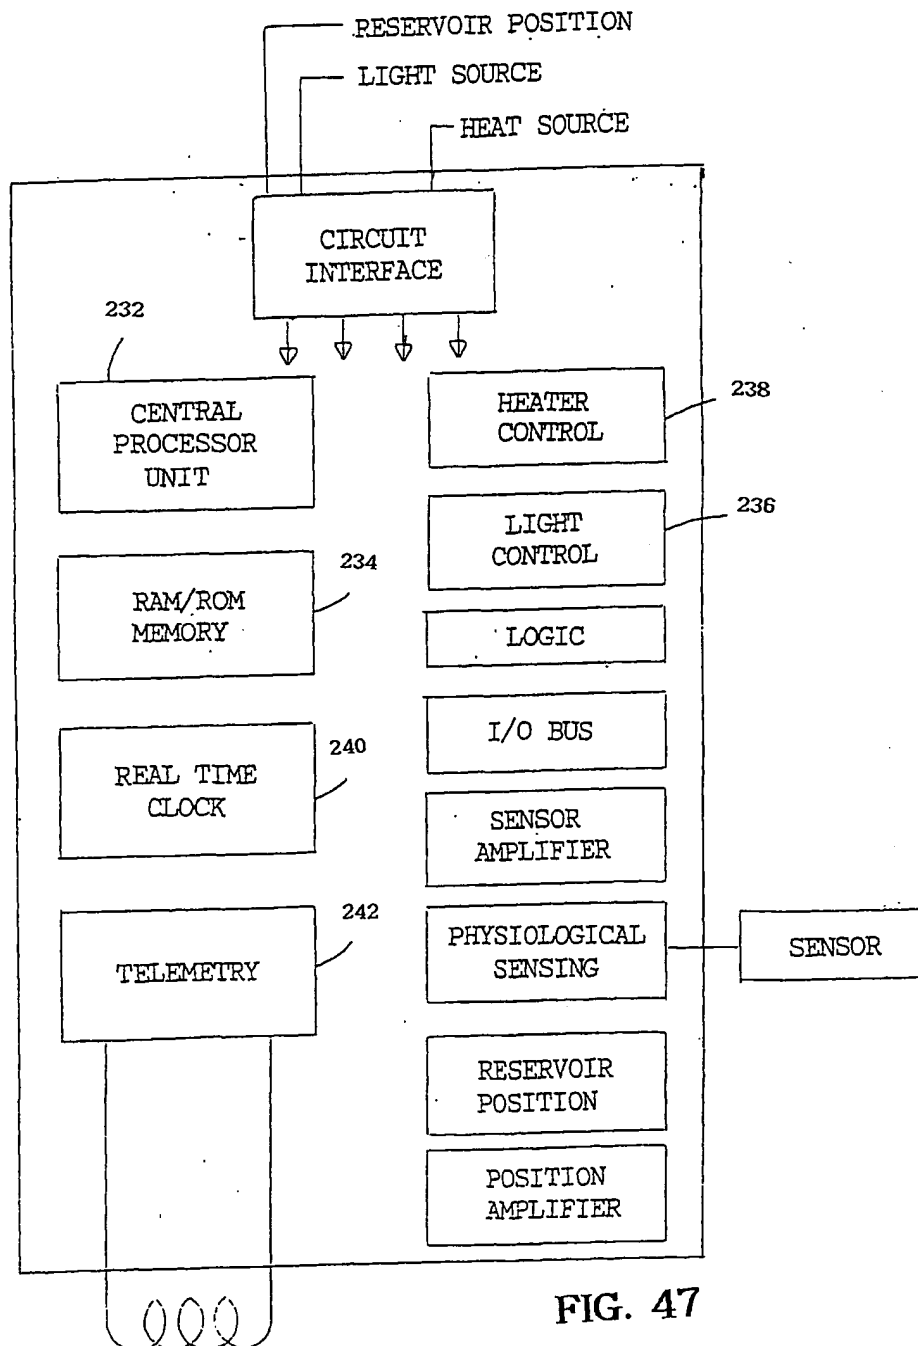 RESERVOIR POSITION
LIGHT SOURCE
HEAT SOURCE
CIRCUIT
INTERFACE
232
CENTRAL
PROCESSOR
UNIT
HEATER
CONTROL
238
LIGHT
CONTROL
236
RAM/ROM
MEMORY
234
LOGIC
I/O BUS
REAL TIME
CLOCK
240
SENSOR
AMPLIFIER
TELEMETRY
242
PHYSIOLOGICAL
SENSING
SENSOR
RESERVOIR
POSITION
POSITION
AMPLIFIER
FIG. 47